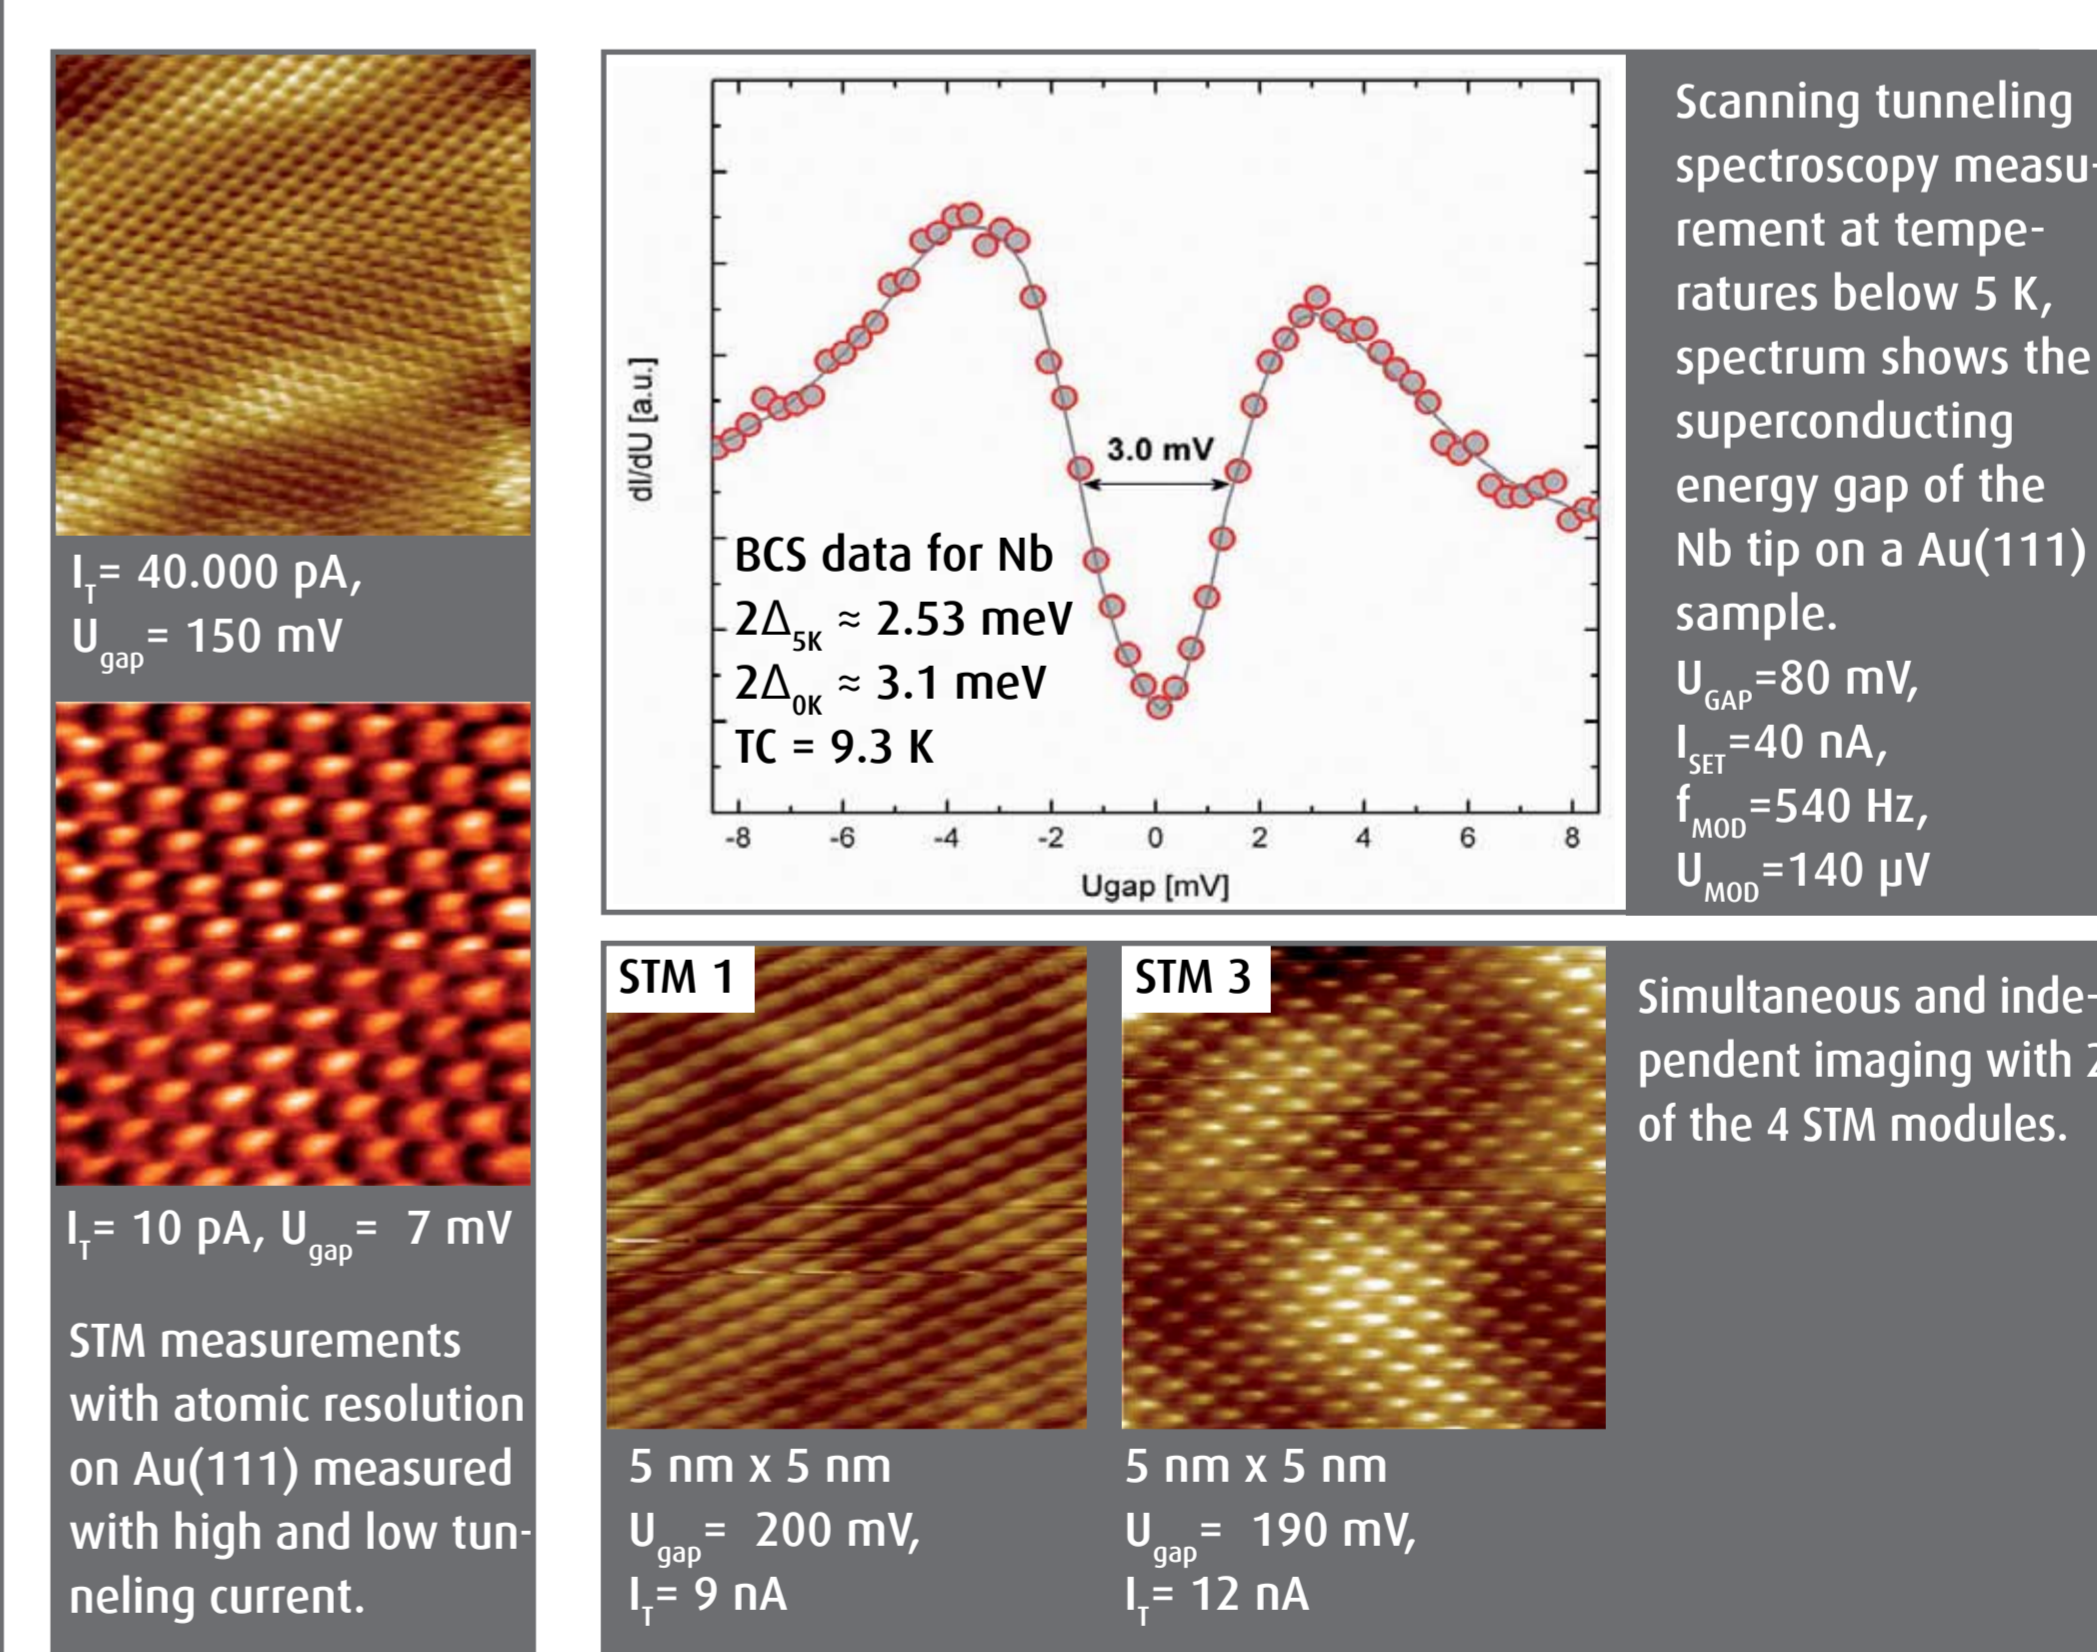 I_T= 40.000 pA,
U_gap= 150 mV
I_T= 10 pA, U_gap= 7 mV
STM measurements
with atomic resolution
on Au(111) measured
with high and low tun-
neling current.
dI/dU [a.u.]
3.0 mV
BCS data for Nb
2Δ_5K ≈ 2.53 meV
2Δ_0K ≈ 3.1 meV
TC = 9.3 K
-8 -6 -4 -2 0 2 4 6 8
Ugap [mV]
Scanning tunneling
spectroscopy measu-
rement at tempe-
ratures below 5 K,
spectrum shows the
superconducting
energy gap of the
Nb tip on a Au(111)
sample.
U_GAP=80 mV,
I_SET=40 nA,
f_MOD=540 Hz,
U_MOD=140 µV
STM 1
5 nm x 5 nm
U_gap= 200 mV,
I_T= 9 nA
STM 3
5 nm x 5 nm
U_gap= 190 mV,
I_T= 12 nA
Simultaneous and inde-
pendent imaging with 2
of the 4 STM modules.